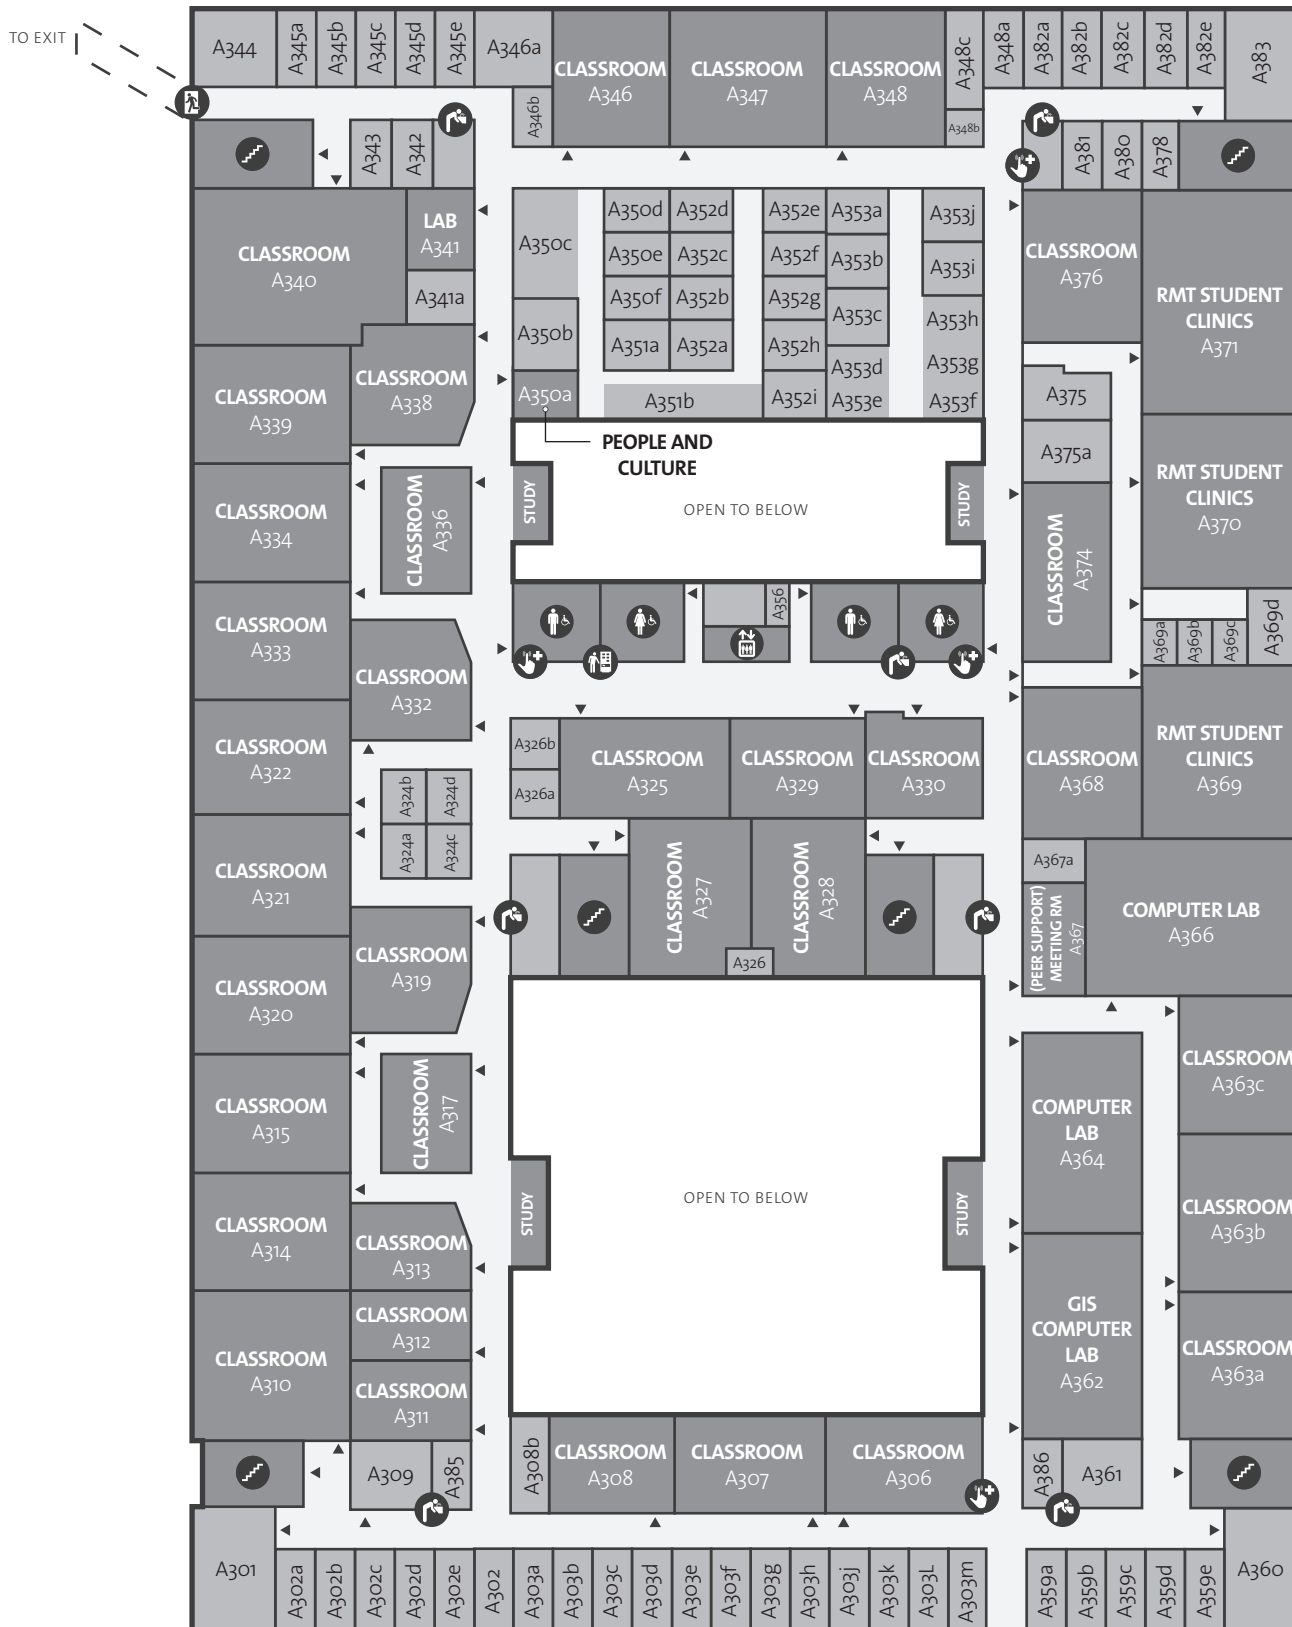 TO EXIT
A344
A345a
A345b
A345c
A345d
A345e
A346a
A346b
CLASSROOM
A346
CLASSROOM
A347
CLASSROOM
A348
A348c
A348b
A348a
A382a
A382b
A382c
A382d
A382e
A383
A343
A342
A381
A380
A378
CLASSROOM
A340
LAB
A341
A341a
A350c
A350b
A350a
A350d
A350e
A350f
A351a
A351b
A352d
A352c
A352b
A352a
A352e
A352f
A352g
A352h
A352i
A353a
A353b
A353c
A353d
A353e
A353j
A353i
A353h
A353g
A353f
CLASSROOM
A376
RMT STUDENT
CLINICS
A371
CLASSROOM
A339
CLASSROOM
A338
PEOPLE AND
CULTURE
A375
A375a
CLASSROOM
A334
CLASSROOM
A336
STUDY
OPEN TO BELOW
STUDY
CLASSROOM
A374
RMT STUDENT
CLINICS
A370
CLASSROOM
A333
CLASSROOM
A332
A356
A369a
A369b
A369c
A369d
CLASSROOM
A322
A324b
A324d
A324a
A324c
A326b
A326a
CLASSROOM
A325
CLASSROOM
A329
CLASSROOM
A330
CLASSROOM
A368
RMT STUDENT
CLINICS
A369
CLASSROOM
A321
CLASSROOM
A327
CLASSROOM
A328
A326
A367a
(PEER SUPPORT)
MEETING RM
A367
COMPUTER LAB
A366
CLASSROOM
A320
CLASSROOM
A319
CLASSROOM
A315
CLASSROOM
A317
COMPUTER
LAB
A364
CLASSROOM
A363c
CLASSROOM
A314
CLASSROOM
A313
STUDY
OPEN TO BELOW
STUDY
CLASSROOM
A363b
CLASSROOM
A310
CLASSROOM
A312
CLASSROOM
A311
GIS
COMPUTER
LAB
A362
CLASSROOM
A363a
A309
A385
A308b
CLASSROOM
A308
CLASSROOM
A307
CLASSROOM
A306
A386
A361
A301
A302a
A302b
A302c
A302d
A302e
A302
A303a
A303b
A303c
A303d
A303e
A303f
A303g
A303h
A303j
A303k
A303L
A303m
A359a
A359b
A359c
A359d
A359e
A360